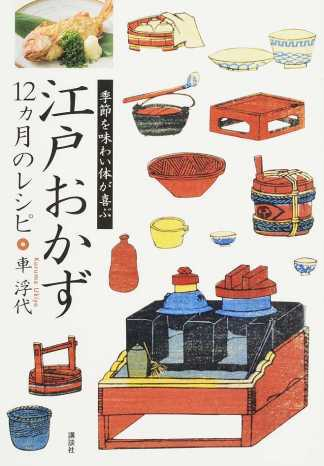 季節を味わい体が喜ぶ
江戸おかず
12ヵ月のレシピ
車 浮代
Kuruma Ukiyo
講談社